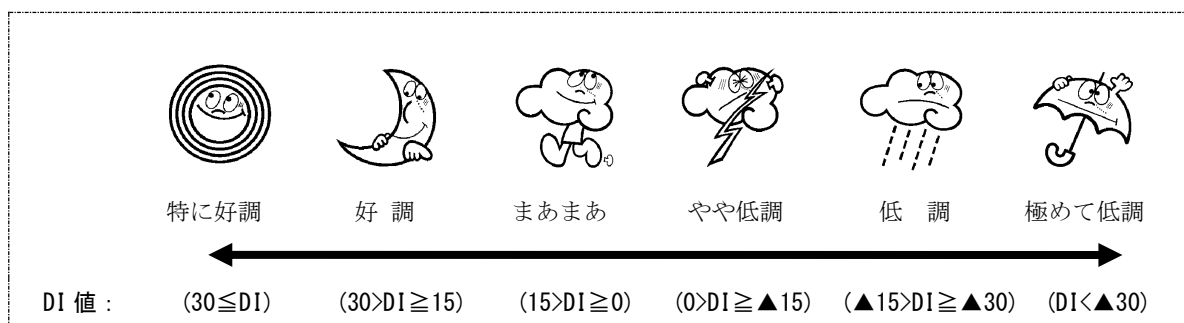 特に好調 好 調 まあまあ やや低調 低 調 極めて低調
DI 値： (30≦DI) (30>DI≧15) (15>DI≧0) (0>DI≧▲15) (▲15>DI≧▲30) (DI<▲30)